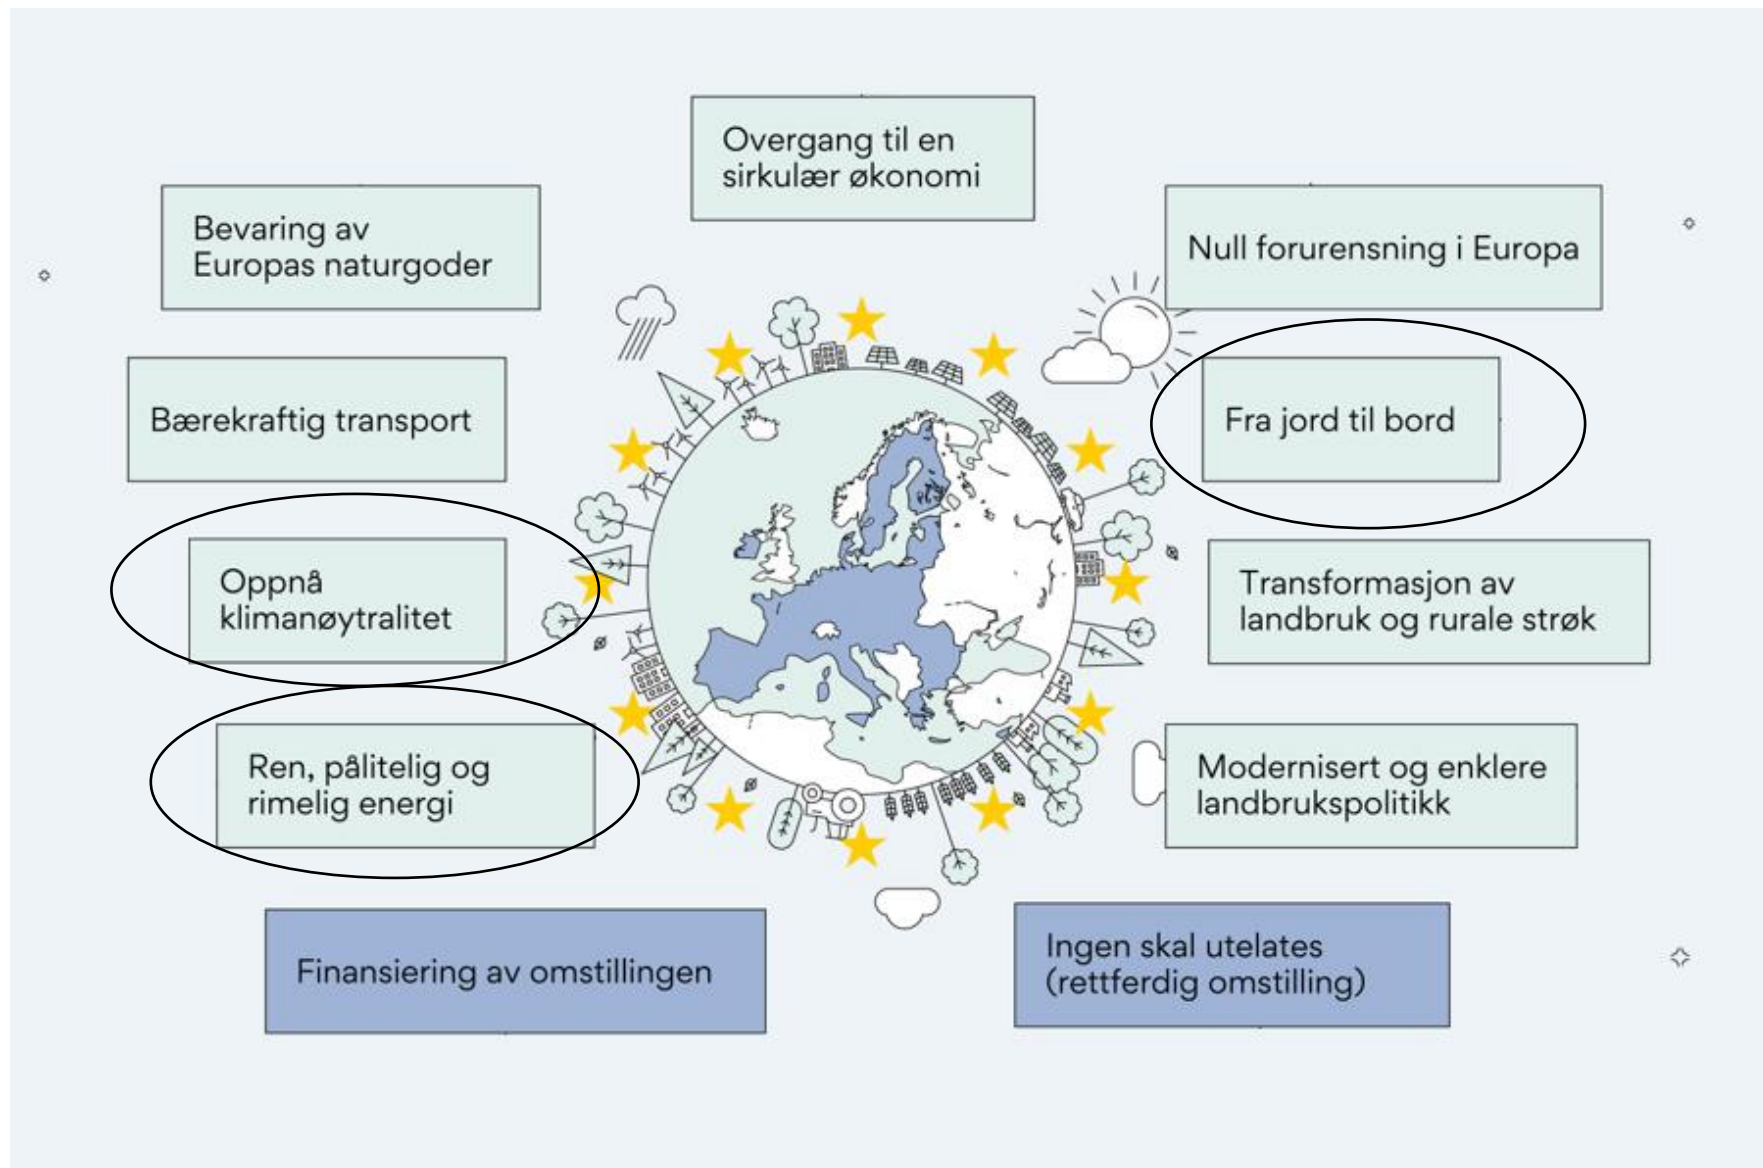 Overgang til en
sirkulær økonomi
Bevaring av
Europas naturgoder
Null forurensning i Europa
Bærekraftig transport
Fra jord til bord
Oppnå
klimanøytralitet
Transformasjon av
landbruk og rurale strøk
Ren, pålitelig og
rimelig energi
Modernisert og enklere
landbrukspolitikk
Finansiering av omstillingen
Ingen skal utelates
(rettferdig omstilling)